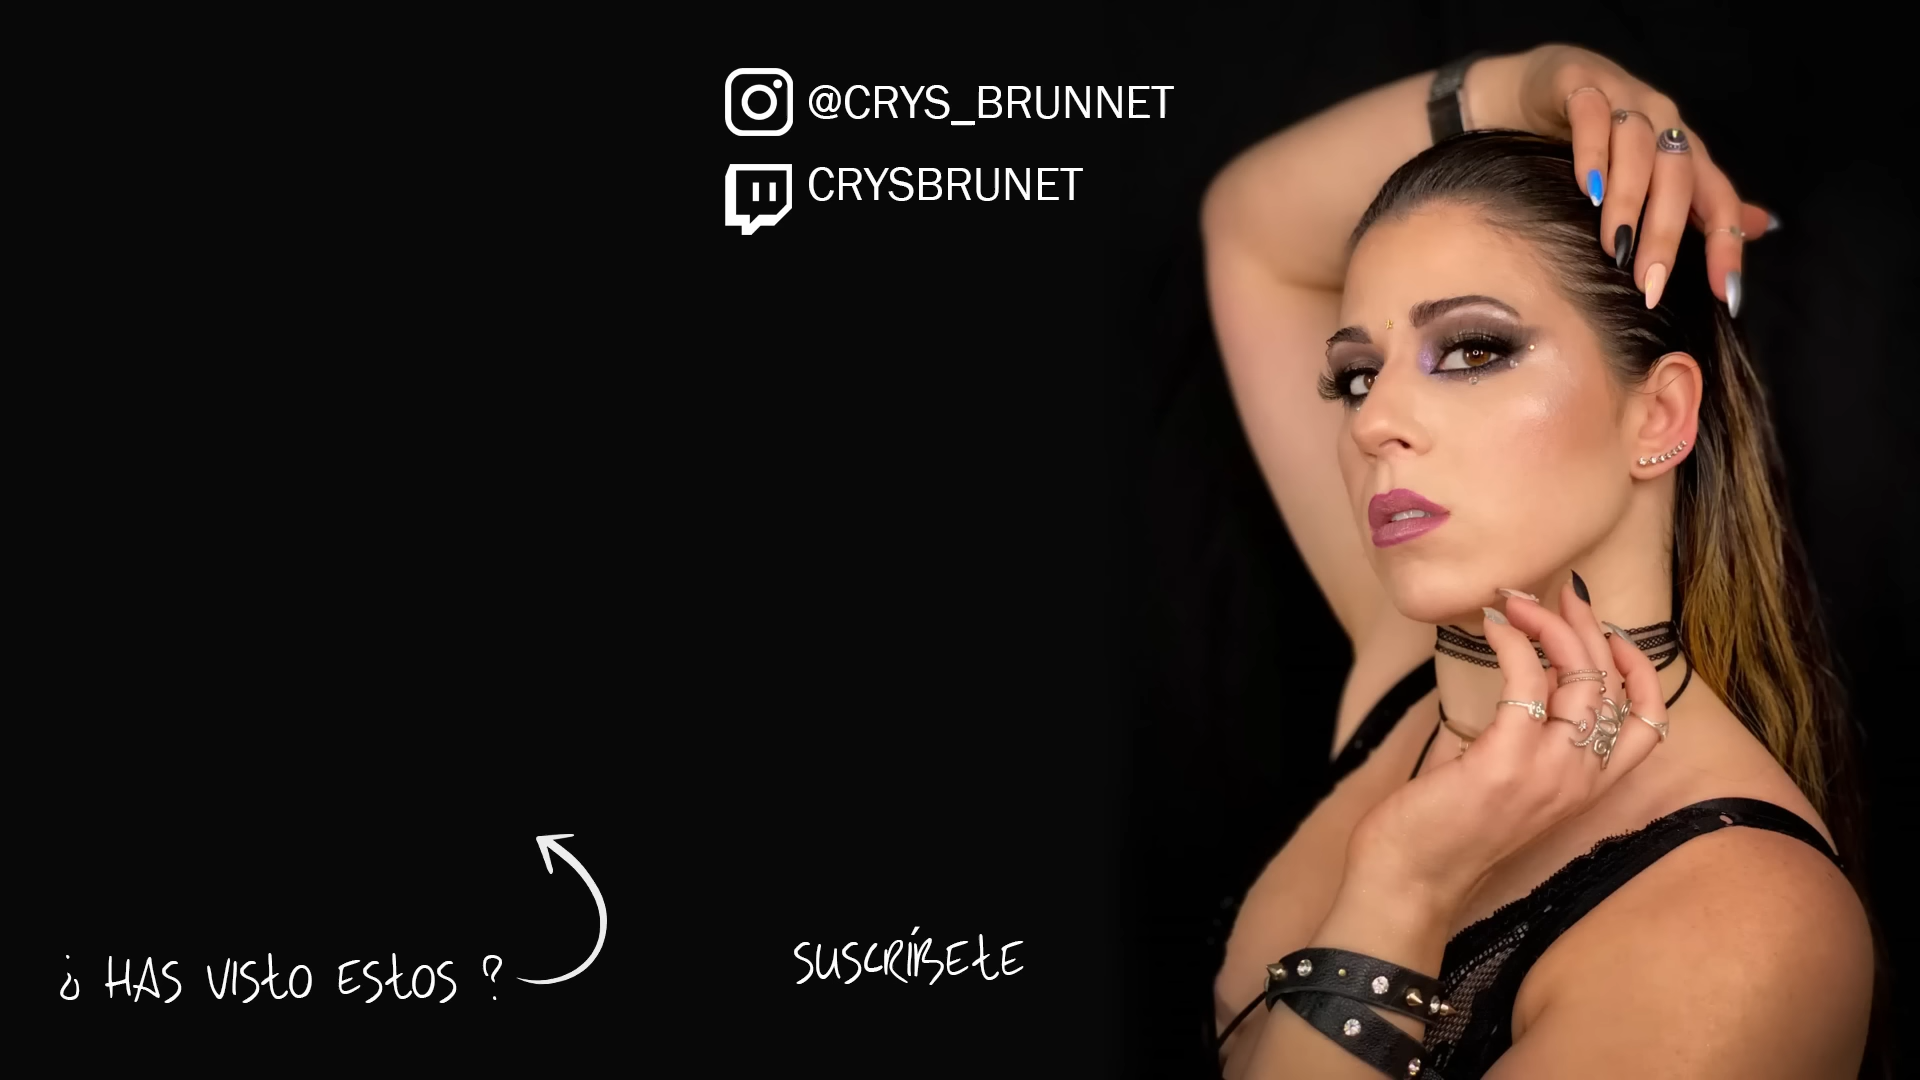 @CRYS_BRUNNET
CRYSBRUNET
¿ HAS VISTO ESTOS ?
SUSCRÍBETE